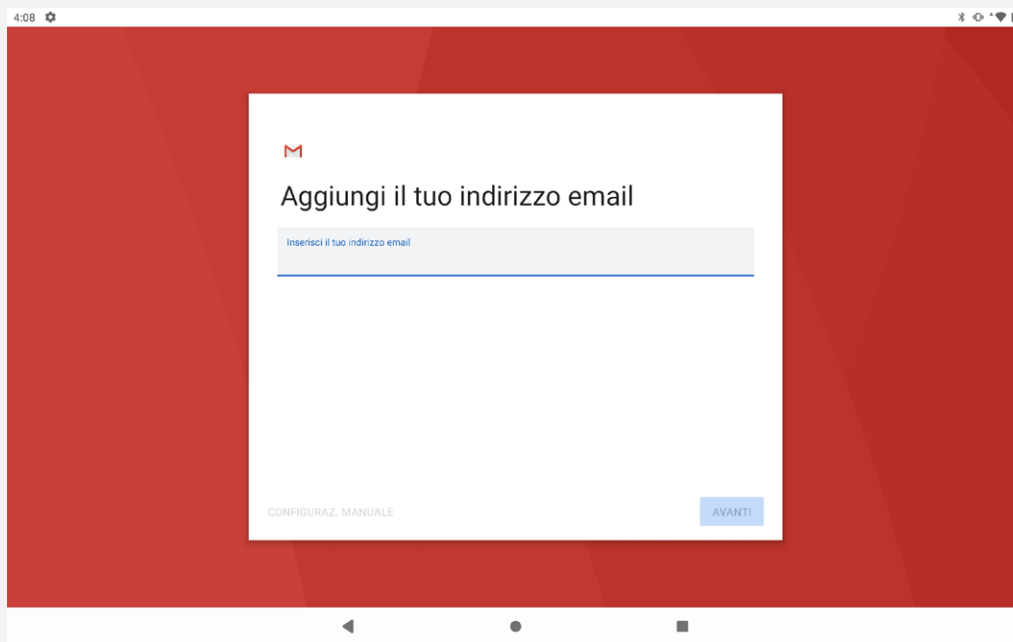 4:08
Aggiungi il tuo indirizzo email
Inserisci il tuo indirizzo email
CONFIGURAZ. MANUALE
AVANTI